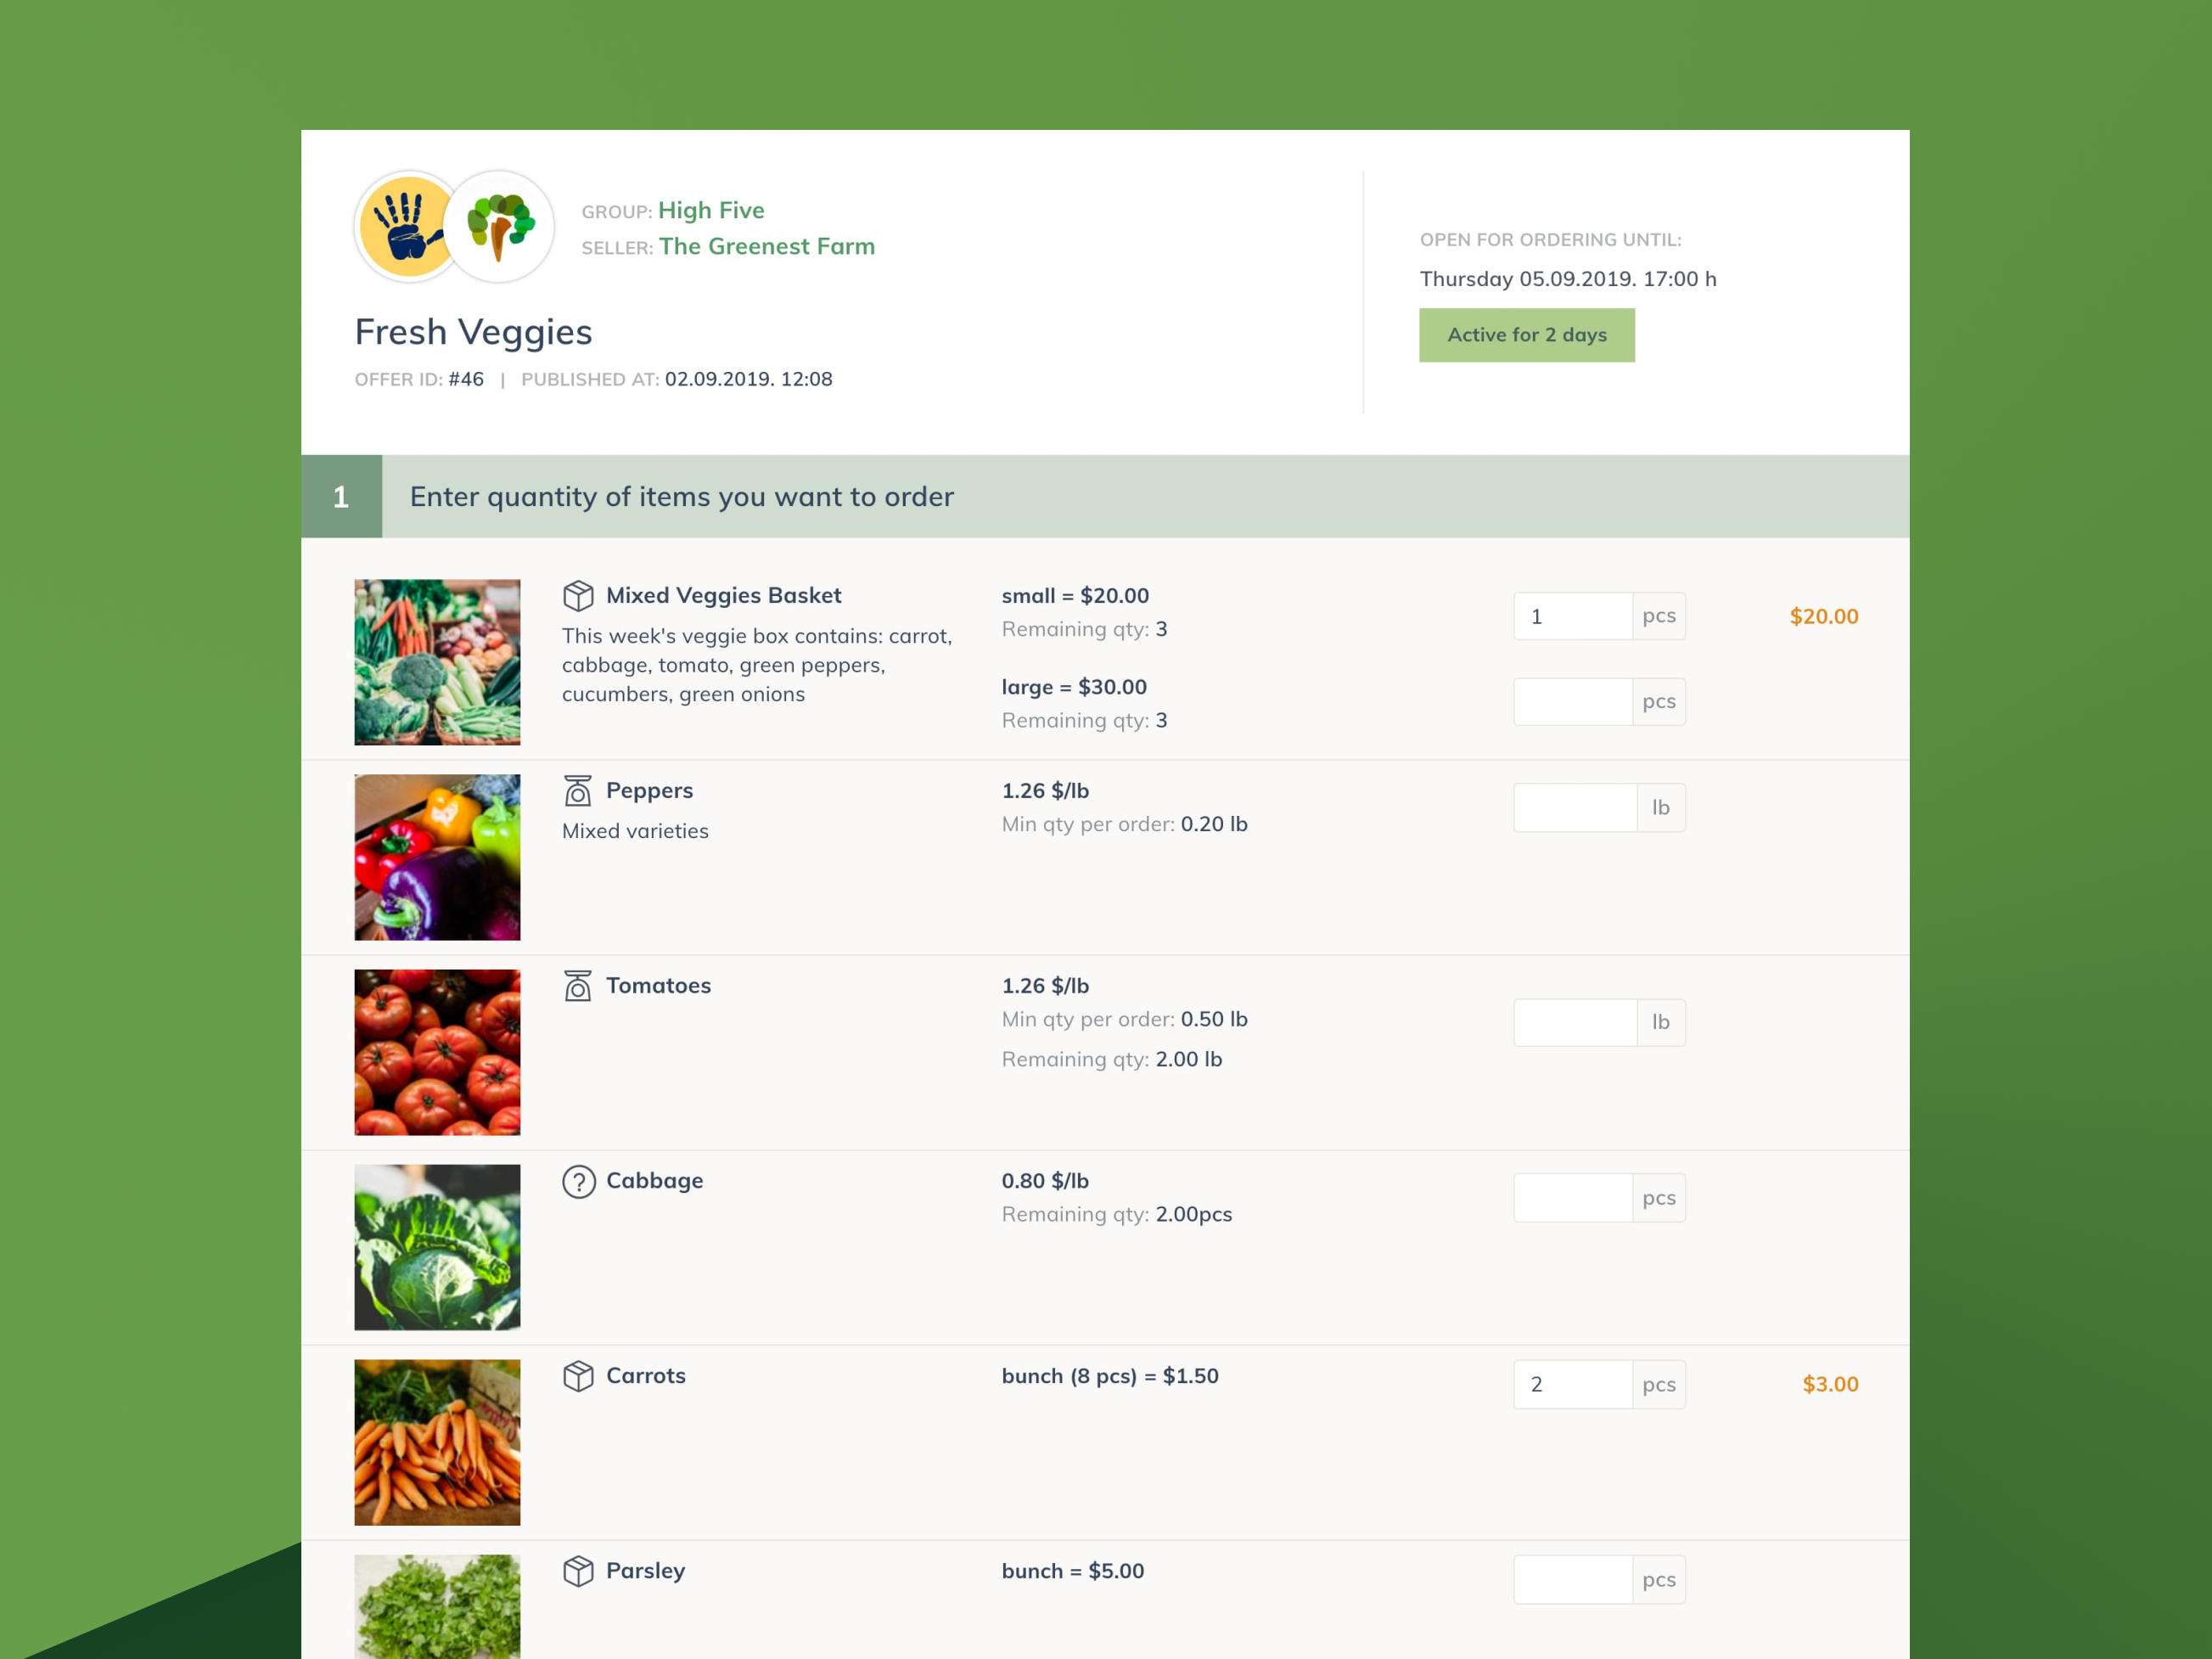 GROUP: High Five
SELLER: The Greenest Farm
Fresh Veggies
OFFER ID: #46 | PUBLISHED AT: 02.09.2019. 12:08
OPEN FOR ORDERING UNTIL:
Thursday 05.09.2019. 17:00 h
Active for 2 days
1 Enter quantity of items you want to order
Mixed Veggies Basket
This week's veggie box contains: carrot,
cabbage, tomato, green peppers,
cucumbers, green onions
small = $20.00
Remaining qty: 3
1 pcs $20.00
large = $30.00
Remaining qty: 3
pcs
Peppers
Mixed varieties
1.26 $/lb
Min qty per order: 0.20 lb
lb
Tomatoes
1.26 $/lb
Min qty per order: 0.50 lb
Remaining qty: 2.00 lb
lb
? Cabbage
0.80 $/lb
Remaining qty: 2.00pcs
pcs
Carrots
bunch (8 pcs) = $1.50
2 pcs $3.00
Parsley
bunch = $5.00
pcs